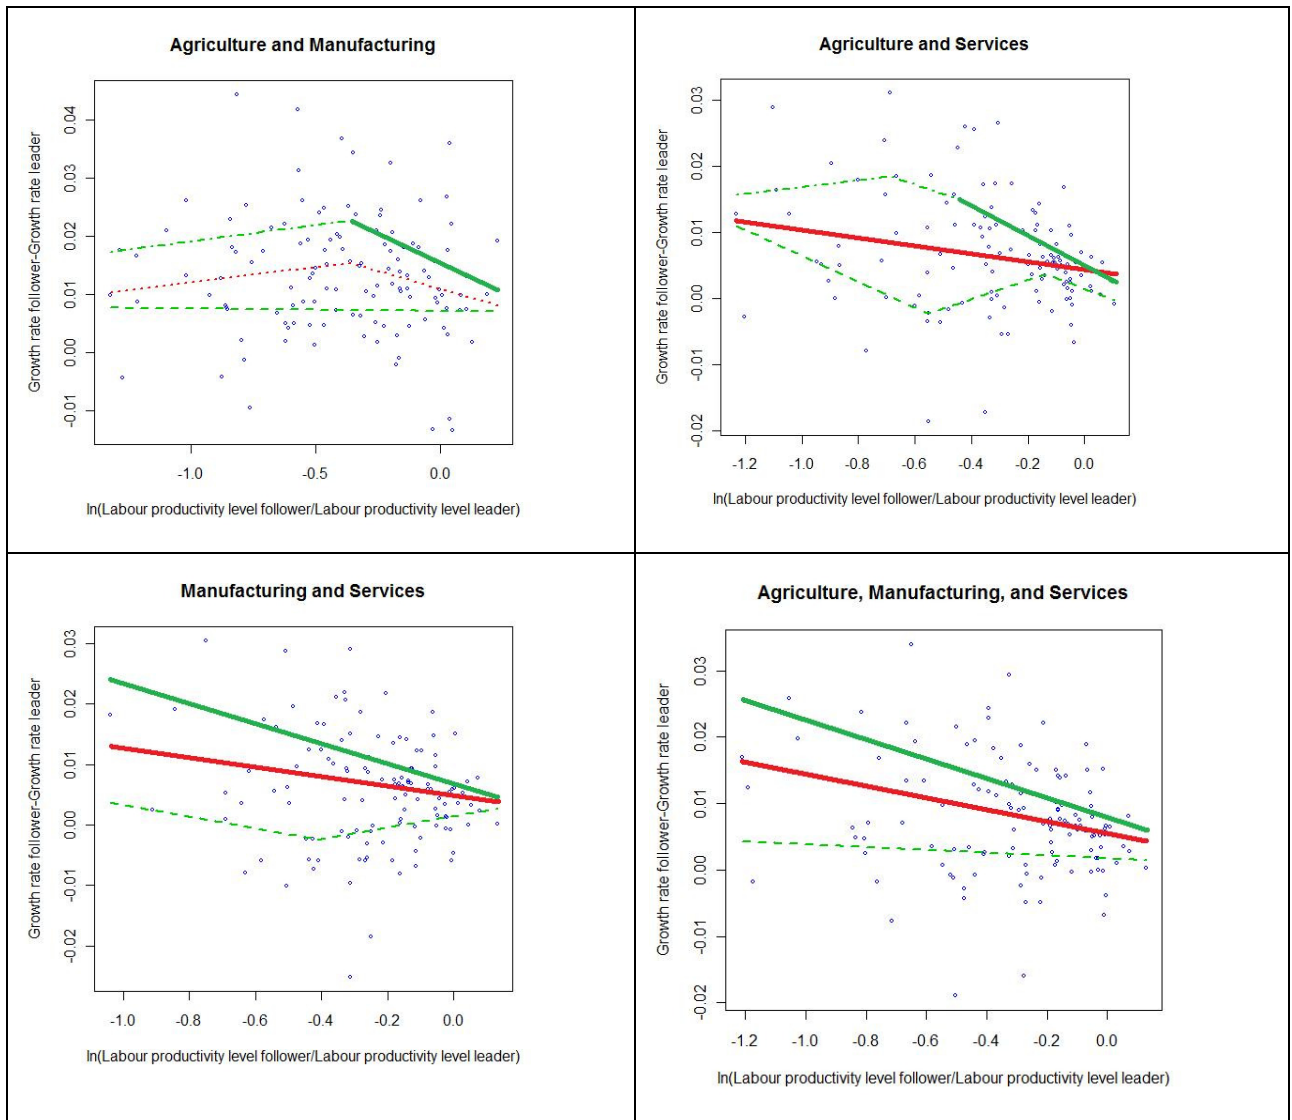 Agriculture and Manufacturing
Growth rate follower-Growth rate leader
0.04
0.03
0.02
0.01
0.00
-0.01
-1.0 -0.5 0.0
ln(Labour productivity level follower/Labour productivity level leader)
Agriculture and Services
Growth rate follower-Growth rate leader
0.03
0.02
0.01
0.00
-0.01
-0.02
-1.2 -1.0 -0.8 -0.6 -0.4 -0.2 0.0
ln(Labour productivity level follower/Labour productivity level leader)
Manufacturing and Services
Growth rate follower-Growth rate leader
0.03
0.02
0.01
0.00
-0.01
-0.02
-1.0 -0.8 -0.6 -0.4 -0.2 0.0
ln(Labour productivity level follower/Labour productivity level leader)
Agriculture, Manufacturing, and Services
Growth rate follower-Growth rate leader
0.03
0.02
0.01
0.00
-0.01
-0.02
-1.2 -1.0 -0.8 -0.6 -0.4 -0.2 0.0
ln(Labour productivity level follower/Labour productivity level leader)